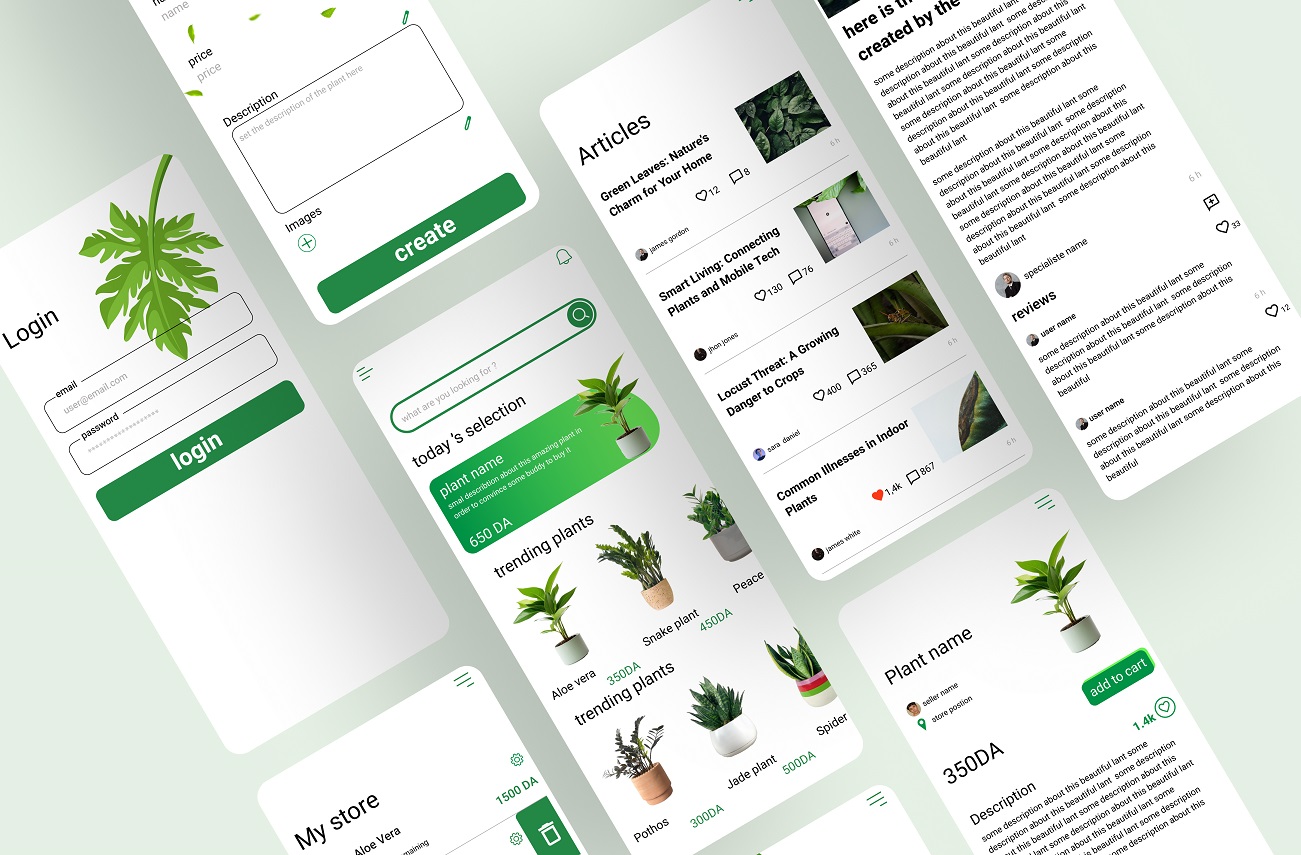 name
price
price
Description
set the description of the plant here
Images
create
Login
email
user@email.com
password
******************
login
what are you looking for ?
today's selection
plant name
smal describtion about this amazing plant in
order to convince some buddy to buy it
650 DA
trending plants
Aloe vera
350DA
Snake plant
450DA
Peace
trending plants
Pothos
300DA
Jade plant
500DA
Spider
My store
1500 DA
Aloe Vera
maining
Articles
Green Leaves: Nature's
Charm for Your Home
12
8
6 h
james gordon
Smart Living: Connecting
Plants and Mobile Tech
130
76
6 h
jhon jones
Locust Threat: A Growing
Danger to Crops
400
365
6 h
sara daniel
Common Illnesses in Indoor
Plants
1.4k
867
6 h
james white
here is th
created by the
some description about this beautiful lant some
description about this beautiful lant some description
about this beautiful lant some description about this
beautiful lant some description about this beautiful lant
some description about this beautiful lant some
description about this beautiful lant some description
about this beautiful lant some description about this
beautiful lant
some description about this beautiful lant some
description about this beautiful lant some description
about this beautiful lant some description about this
beautiful lant some description about this beautiful lant
some description about this beautiful lant some
description about this beautiful lant some description
about this beautiful lant some description about this
beautiful lant
6 h
specialiste name
33
reviews
user name
some description about this beautiful lant some
description about this beautiful lant some description
about this beautiful lant some description about this
beautiful
6 h
12
user name
some description about this beautiful lant some
description about this beautiful lant some description
about this beautiful lant some description about this
beautiful
Plant name
seller name
store postion
add to cart
1.4k
350DA
Description
some description about this beautiful lant some
description about this beautiful lant some description
about this beautiful lant some description about this
beautiful lant some description about this beautiful lant
some description about this beautiful lant some
description about this beautiful lant some description
about this beautiful lant some description about this